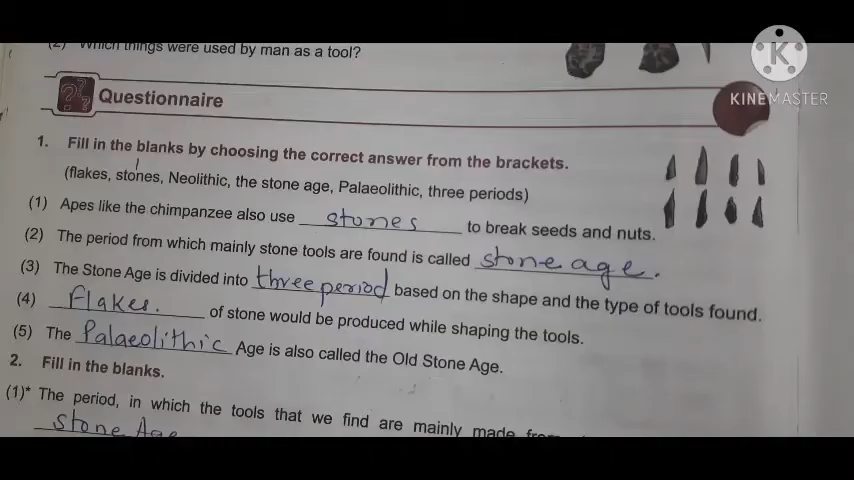 (2) Which things were used by man as a tool?
K
KINEMASTER
Questionnaire
1. Fill in the blanks by choosing the correct answer from the brackets.
(flakes, stones, Neolithic, the stone age, Palaeolithic, three periods)
(1) Apes like the chimpanzee also use stones to break seeds and nuts.
(2) The period from which mainly stone tools are found is called stone age.
(3) The Stone Age is divided into three period based on the shape and the type of tools found.
(4) flakes. of stone would be produced while shaping the tools.
(5) The Palaeolithic Age is also called the Old Stone Age.
2. Fill in the blanks.
(1)* The period, in which the tools that we find are mainly made from
Stone Age